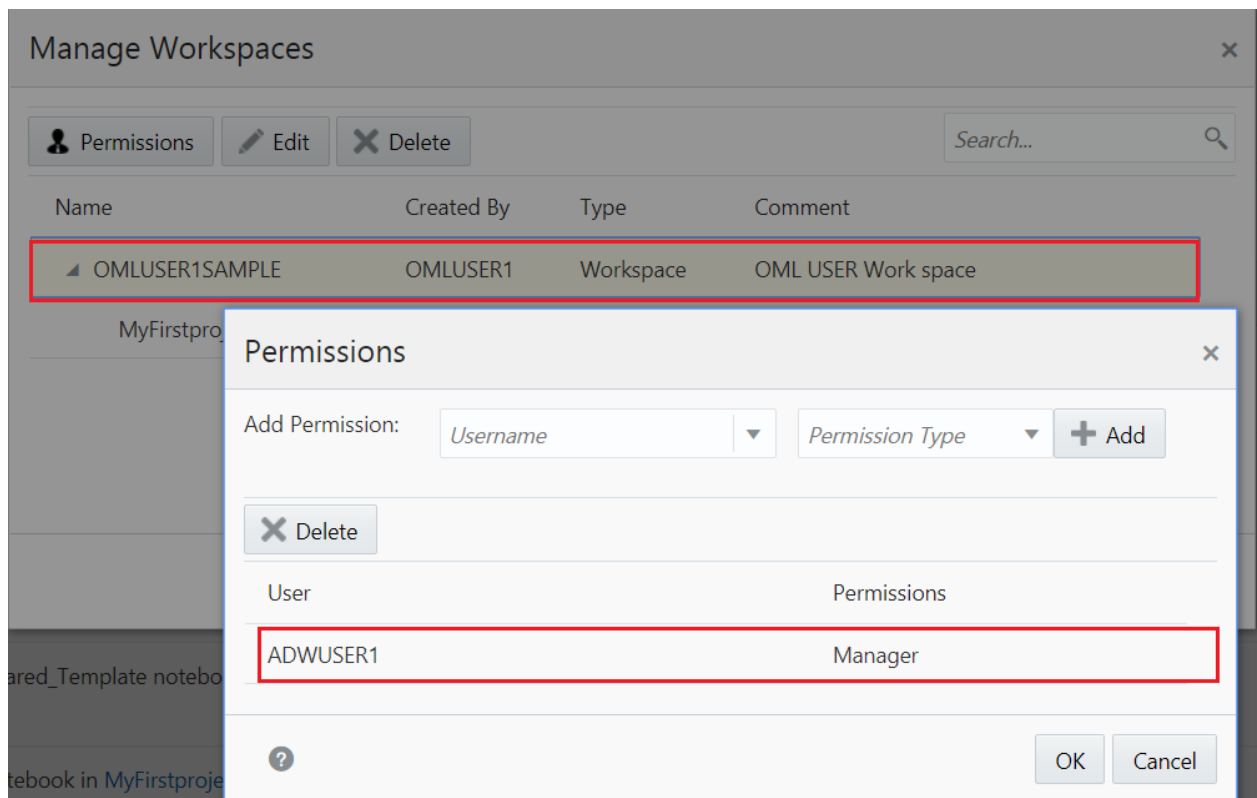 Manage Workspaces
Permissions Edit Delete Search...
Name Created By Type Comment
OMLUSER1SAMPLE OMLUSER1 Workspace OML USER Work space
MyFirstproj
Permissions
Add Permission: Username Permission Type Add
Delete
User Permissions
ADWUSER1 Manager
ared_Template notebo
OK Cancel
tebook in MyFirstproje